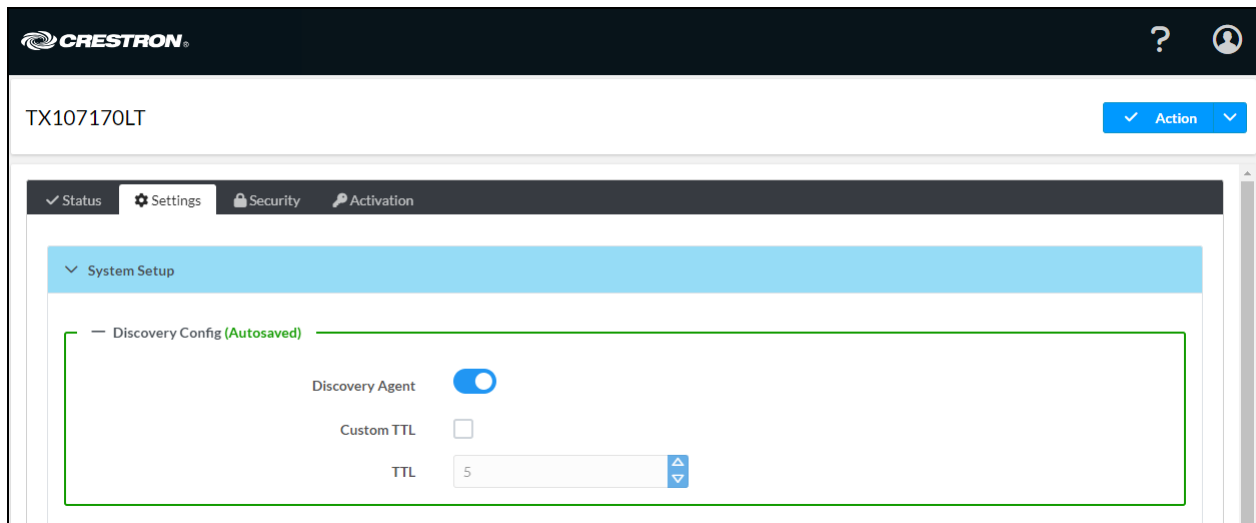 CRESTRON®
?
TX107170LT
Action
Status Settings Security Activation
System Setup
Discovery Config (Autosaved)
Discovery Agent
Custom TTL
TTL 5